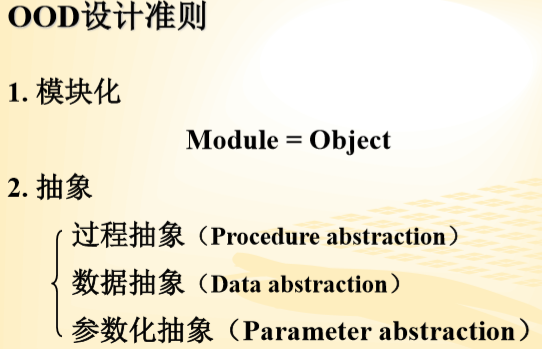 OOD设计准则
1. 模块化
Module = Object
2. 抽象
过程抽象（Procedure abstraction）
数据抽象（Data abstraction）
参数化抽象（Parameter abstraction）